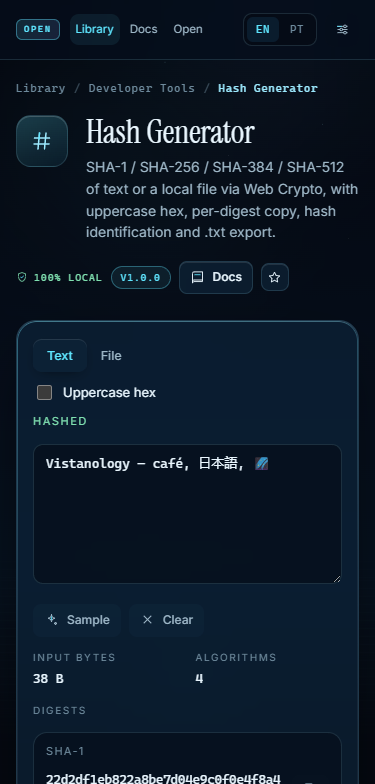 OPEN Library Docs Open EN PT
Library / Developer Tools / Hash Generator
# Hash Generator
SHA-1 / SHA-256 / SHA-384 / SHA-512
of text or a local file via Web Crypto, with
uppercase hex, per-digest copy, hash
identification and .txt export.
100% LOCAL V1.0.0 Docs
Text File
Uppercase hex
HASHED
Vistanology — café, 日本語, 🌊
Sample Clear
INPUT BYTES ALGORITHMS
38 B 4
DIGESTS
SHA-1
22d2df1eb822a8be7d04e9c0f0e4f8a4